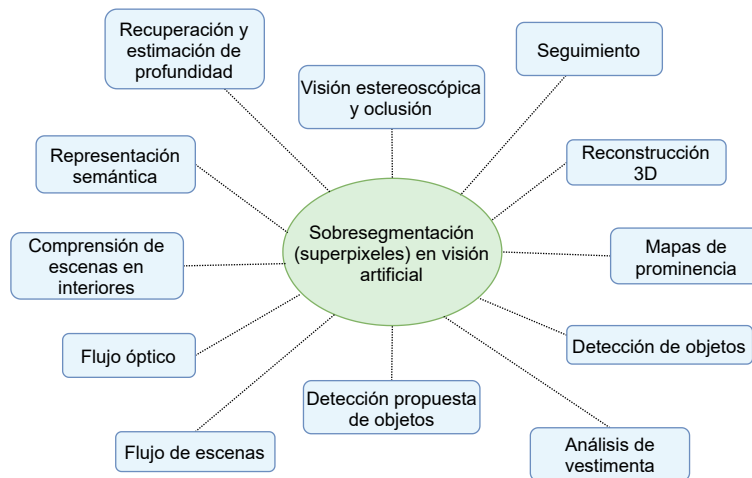 Recuperación y
estimación de
profundidad
Visión estereoscópica
y oclusión
Seguimiento
Representación
semántica
Reconstrucción
3D
Sobresegmentación
(superpixeles) en visión
artificial
Comprensión de
escenas en
interiores
Mapas de
prominencia
Flujo óptico
Detección de objetos
Detección propuesta
de objetos
Flujo de escenas
Análisis de
vestimenta